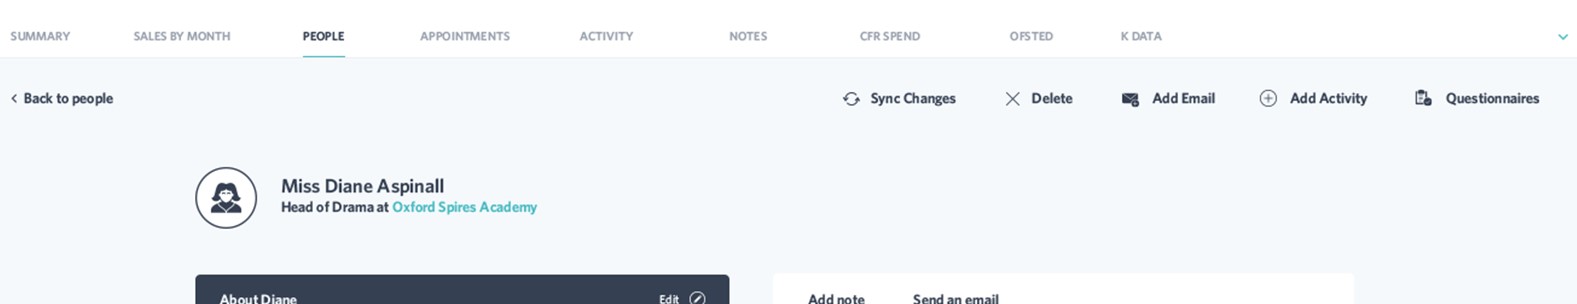 SUMMARY SALES BY MONTH PEOPLE APPOINTMENTS ACTIVITY NOTES CFR SPEND OFSTED K DATA
Back to people Sync Changes Delete Add Email Add Activity Questionnaires
Miss Diane Aspinall
Head of Drama at Oxford Spires Academy
About Diane Edit Add note Send an email